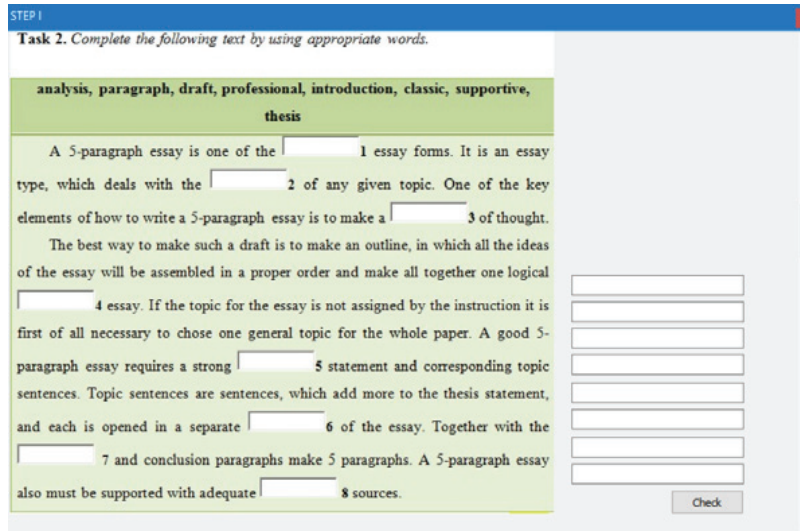 STEP I
Task 2. Complete the following text by using appropriate words.
analysis, paragraph, draft, professional, introduction, classic, supportive,
thesis
A 5-paragraph essay is one of the 1 essay forms. It is an essay
type, which deals with the 2 of any given topic. One of the key
elements of how to write a 5-paragraph essay is to make a 3 of thought.
The best way to make such a draft is to make an outline, in which all the ideas
of the essay will be assembled in a proper order and make all together one logical
4 essay. If the topic for the essay is not assigned by the instruction it is
first of all necessary to chose one general topic for the whole paper. A good 5-
paragraph essay requires a strong 5 statement and corresponding topic
sentences. Topic sentences are sentences, which add more to the thesis statement,
and each is opened in a separate 6 of the essay. Together with the
7 and conclusion paragraphs make 5 paragraphs. A 5-paragraph essay
also must be supported with adequate 8 sources.
Check